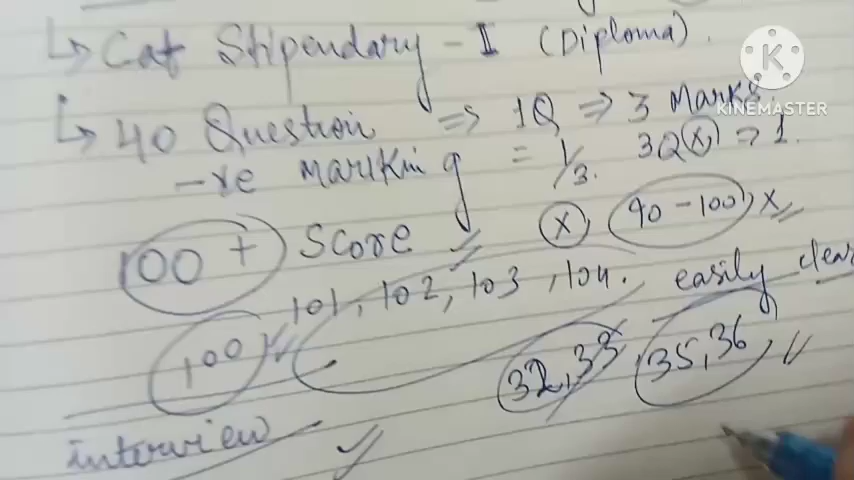 ↳ Cat Stipendary - I (Diploma).
KINEMASTER
↳ 40 Question ⇒ 1Q ⇒ 3 Marks.
-ve marking = 1/3. 3Q(x) ⇒ 1.
100 + Score (x), 90 - 100, x
101, 102, 103, 104. easily clear
100
32, 33, 35, 36,
interview